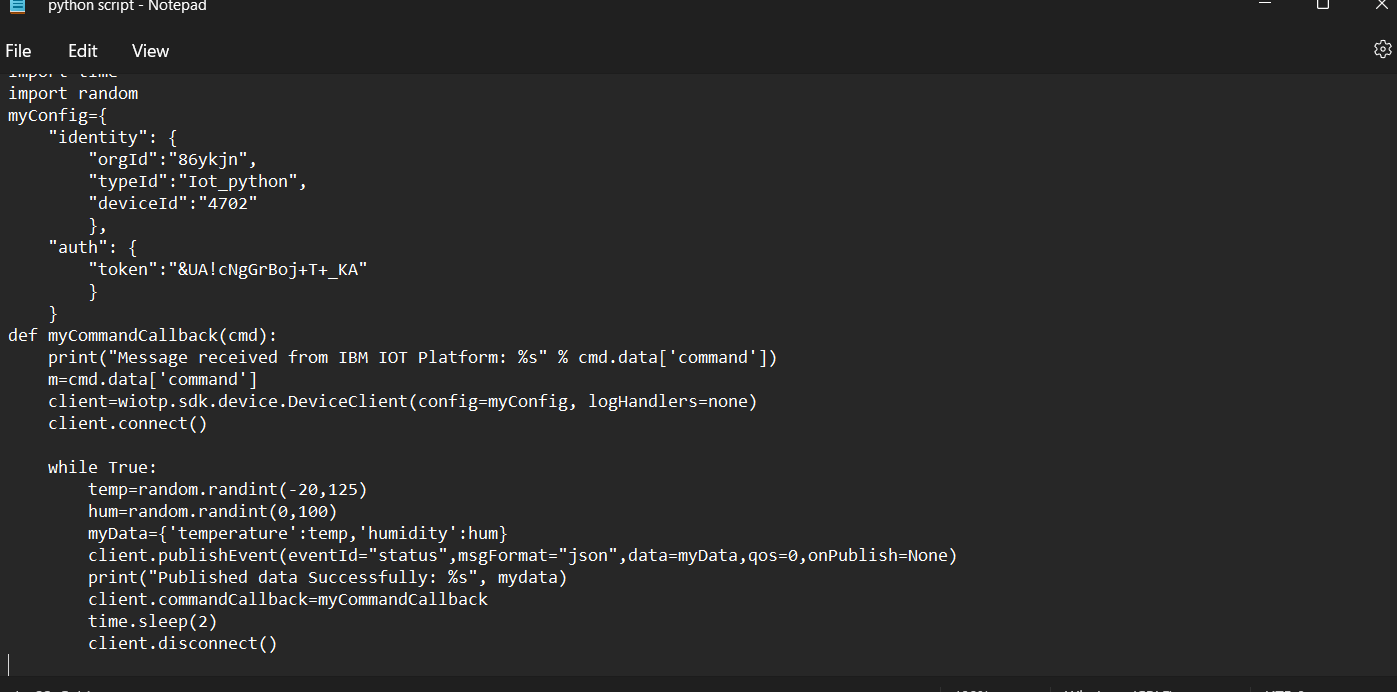 python script - Notepad
File Edit View
import time
import random
myConfig={
    "identity": {
        "orgId":"86ykjn",
        "typeId":"Iot_python",
        "deviceId":"4702"
        },
    "auth": {
        "token":"&UA!cNgGrBoj+T+_KA"
        }
    }
def myCommandCallback(cmd):
    print("Message received from IBM IOT Platform: %s" % cmd.data['command'])
    m=cmd.data['command']
    client=wiotp.sdk.device.DeviceClient(config=myConfig, logHandlers=none)
    client.connect()

    while True:
        temp=random.randint(-20,125)
        hum=random.randint(0,100)
        myData={'temperature':temp,'humidity':hum}
        client.publishEvent(eventId="status",msgFormat="json",data=myData,qos=0,onPublish=None)
        print("Published data Successfully: %s", mydata)
        client.commandCallback=myCommandCallback
        time.sleep(2)
        client.disconnect()